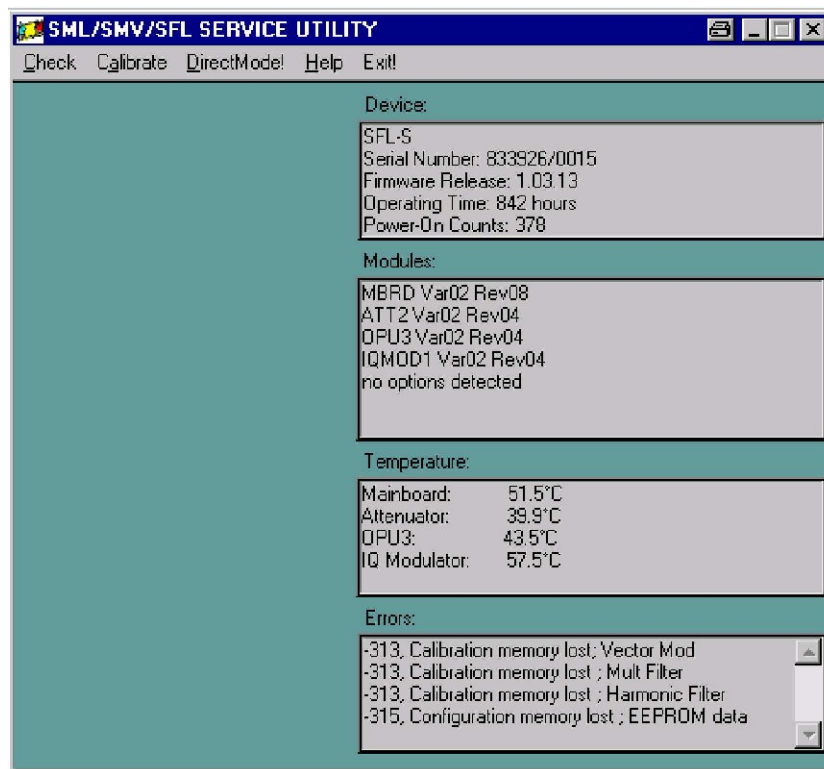 SML/SMV/SFL SERVICE UTILITY
Check Calibrate DirectMode! Help Exit!
Device:
SFL-S
Serial Number: 833926/0015
Firmware Release: 1.03.13
Operating Time: 842 hours
Power-On Counts: 378
Modules:
MBRD Var02 Rev08
ATT2 Var02 Rev04
OPU3 Var02 Rev04
IQMOD1 Var02 Rev04
no options detected
Temperature:
Mainboard: 51.5°C
Attenuator: 39.9°C
OPU3: 43.5°C
IQ Modulator: 57.5°C
Errors:
-313, Calibration memory lost; Vector Mod
-313, Calibration memory lost ; Mult Filter
-313, Calibration memory lost ; Harmonic Filter
-315, Configuration memory lost ; EEPROM data